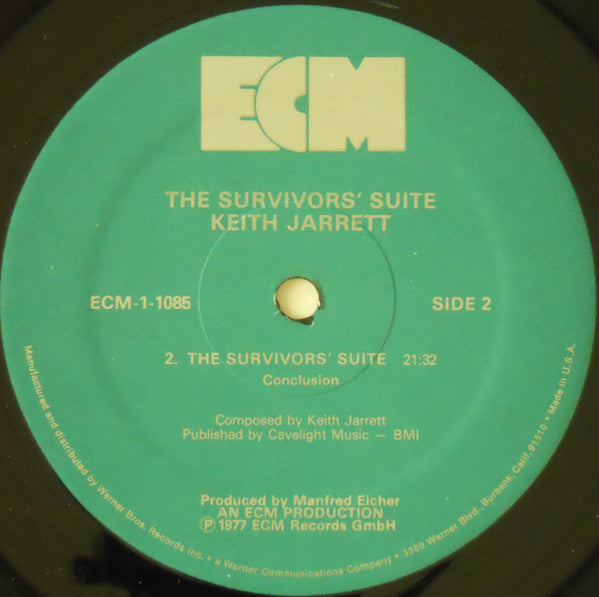 ECM
THE SURVIVORS' SUITE
KEITH JARRETT
ECM-1-1085
SIDE 2
2. THE SURVIVORS' SUITE 21:32
Conclusion
Composed by Keith Jarrett
Published by Cavelight Music — BMI
Produced by Manfred Eicher
AN ECM PRODUCTION
Ⓟ 1977 ECM Records GmbH
Manufactured and distributed by Warner Bros. Records Inc. • a Warner Communications Company • 3300 Warner Blvd., Burbank, Calif. 91510 • Made in U.S.A.